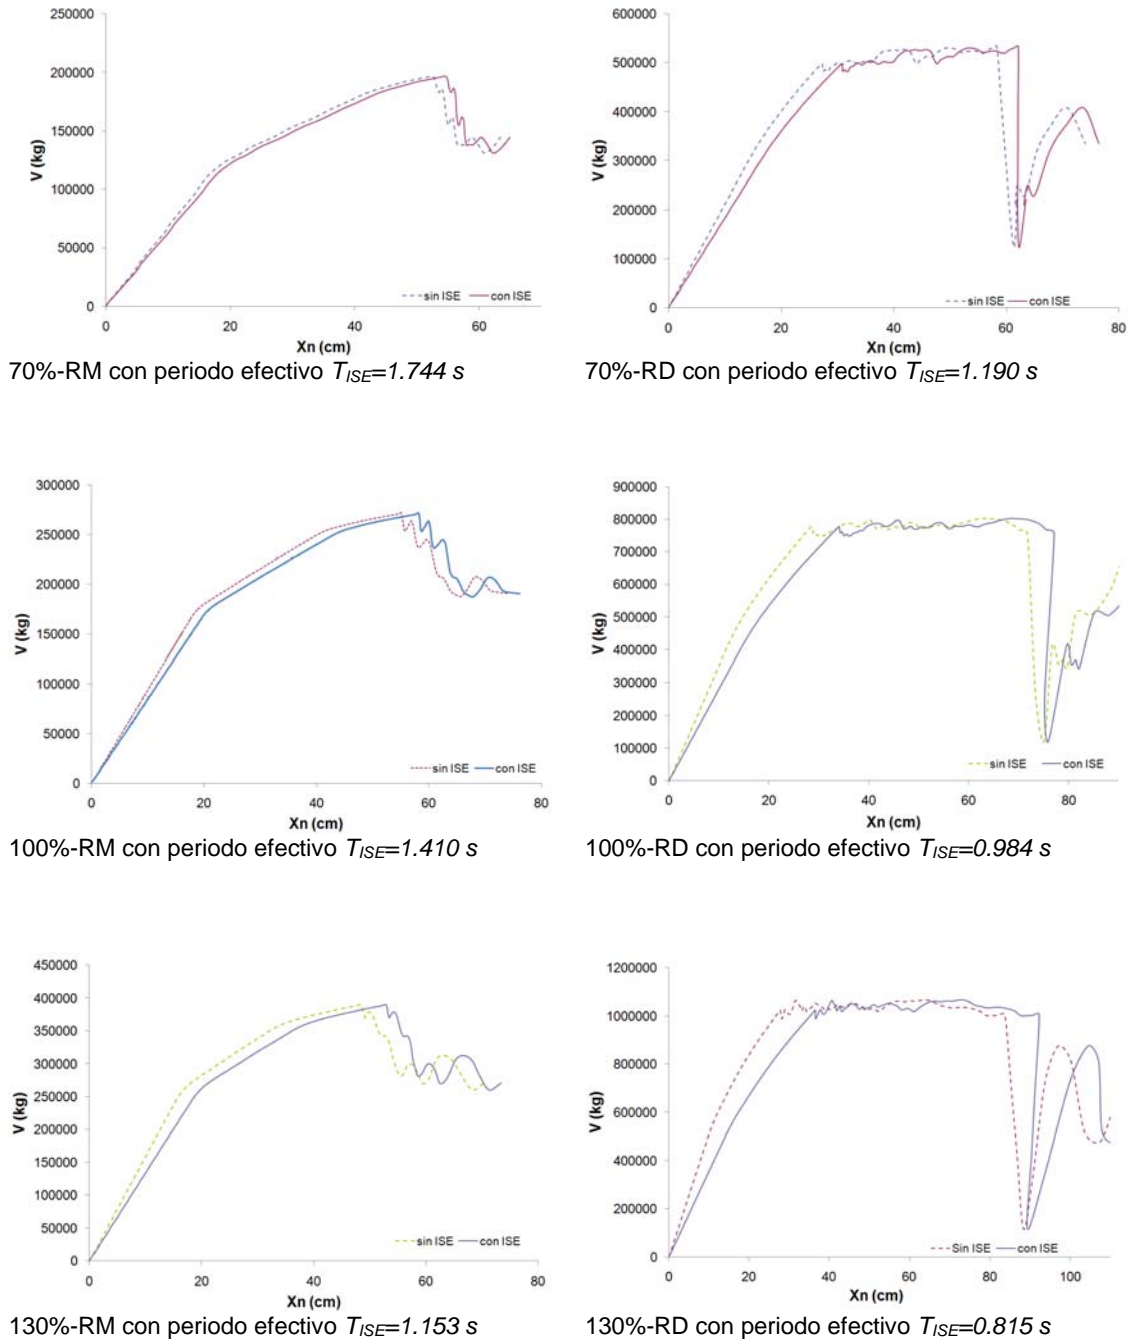 250000
200000
150000
100000
50000
0
V (kg)
sin ISE con ISE
0 20 40 60
Xn (cm)
70%-RM con periodo efectivo T_ISE=1.744 s
600000
500000
400000
300000
200000
100000
0
V (kg)
sin ISE con ISE
0 20 40 60 80
Xn (cm)
70%-RD con periodo efectivo T_ISE=1.190 s
300000
250000
200000
150000
100000
50000
0
V (kg)
sin ISE con ISE
0 20 40 60 80
Xn (cm)
100%-RM con periodo efectivo T_ISE=1.410 s
900000
800000
700000
600000
500000
400000
300000
200000
100000
0
V (kg)
sin ISE con ISE
0 20 40 60 80
Xn (cm)
100%-RD con periodo efectivo T_ISE=0.984 s
450000
400000
350000
300000
250000
200000
150000
100000
50000
0
V (kg)
sin ISE con ISE
0 20 40 60 80
Xn (cm)
130%-RM con periodo efectivo T_ISE=1.153 s
1200000
1000000
800000
600000
400000
200000
0
V (kg)
Sin ISE con ISE
0 20 40 60 80 100
Xn (cm)
130%-RD con periodo efectivo T_ISE=0.815 s